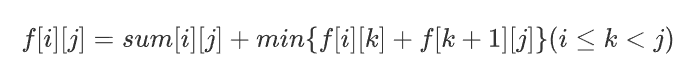 f[i][j] = sum[i][j] + min{f[i][k] + f[k + 1][j]}(i ≤ k < j)